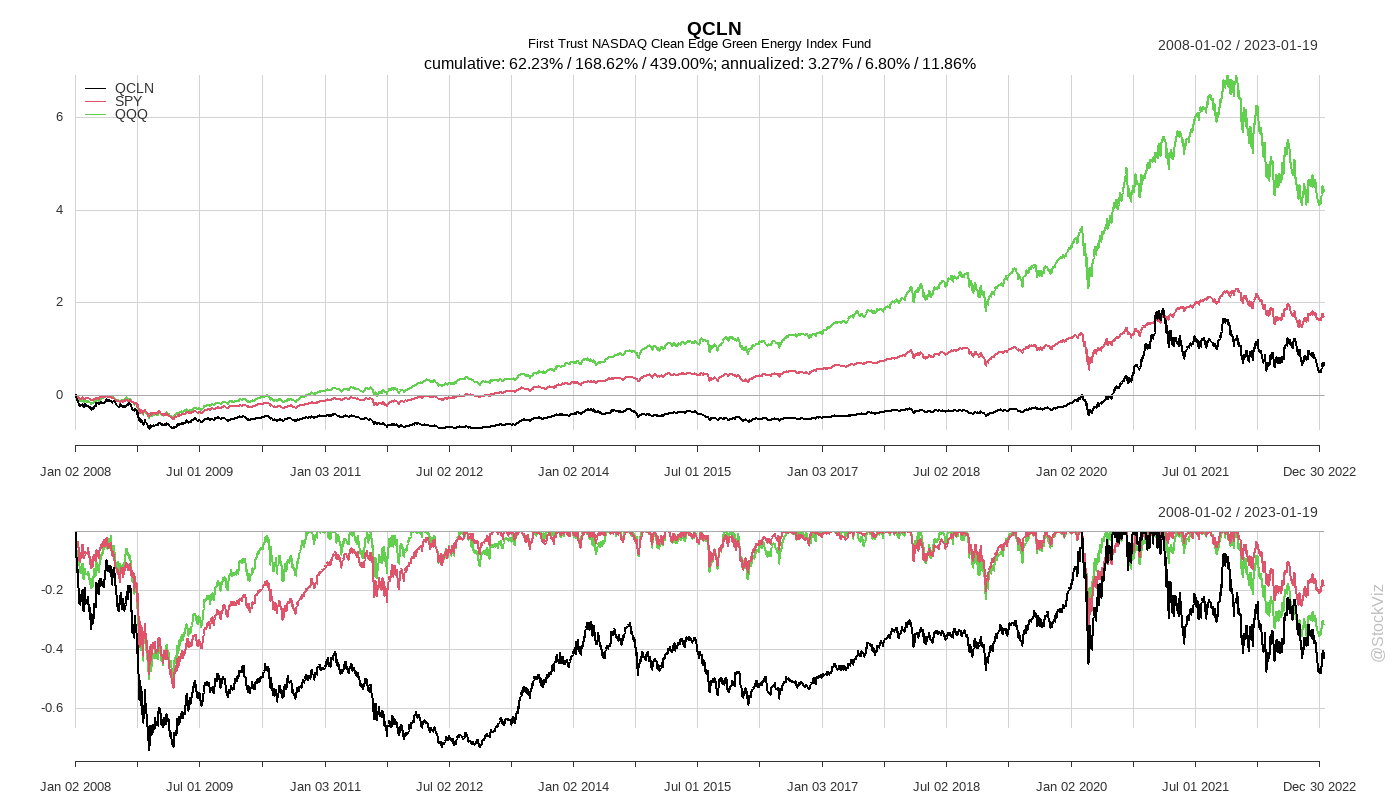 QCLN
First Trust NASDAQ Clean Edge Green Energy Index Fund
2008-01-02 / 2023-01-19
cumulative: 62.23% / 168.62% / 439.00%; annualized: 3.27% / 6.80% / 11.86%
QCLN
SPY
QQQ
6
4
2
0
Jan 02 2008 Jul 01 2009 Jan 03 2011 Jul 02 2012 Jan 02 2014 Jul 01 2015 Jan 03 2017 Jul 02 2018 Jan 02 2020 Jul 01 2021 Dec 30 2022
2008-01-02 / 2023-01-19
-0.2
-0.4
-0.6
Jan 02 2008 Jul 01 2009 Jan 03 2011 Jul 02 2012 Jan 02 2014 Jul 01 2015 Jan 03 2017 Jul 02 2018 Jan 02 2020 Jul 01 2021 Dec 30 2022
@StockViz